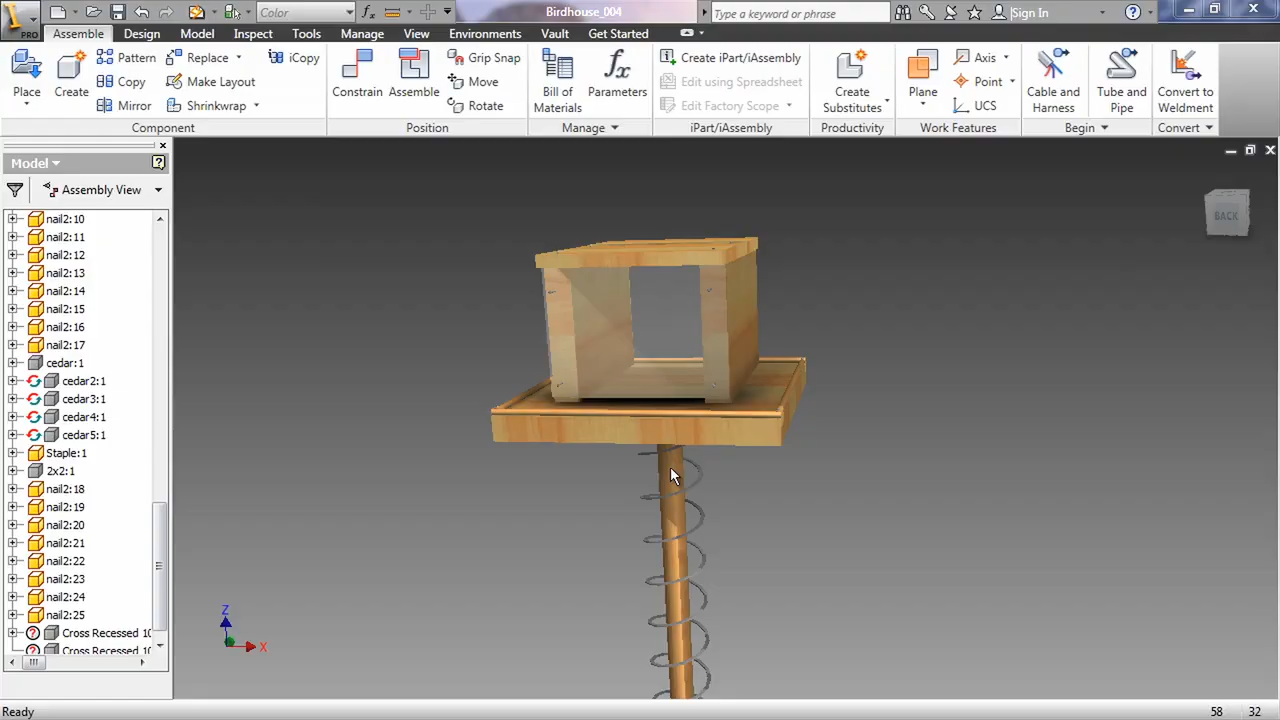 Color
Birdhouse_004
Type a keyword or phrase
Sign In
PRO
Assemble
Design
Model
Inspect
Tools
Manage
View
Environments
Vault
Get Started
Place
Create
Pattern
Copy
Mirror
Replace
Make Layout
Shrinkwrap
iCopy
Component
Constrain
Assemble
Grip Snap
Move
Rotate
Position
Bill of
Materials
Parameters
Manage
Create iPart/iAssembly
Edit using Spreadsheet
Edit Factory Scope
iPart/iAssembly
Create
Substitutes
Productivity
Plane
Axis
Point
UCS
Work Features
Cable and
Harness
Tube and
Pipe
Begin
Convert to
Weldment
Convert
Model
Assembly View
nail2:10
nail2:11
nail2:12
nail2:13
nail2:14
nail2:15
nail2:16
nail2:17
cedar:1
cedar2:1
cedar3:1
cedar4:1
cedar5:1
Staple:1
2x2:1
nail2:18
nail2:19
nail2:20
nail2:21
nail2:22
nail2:23
nail2:24
nail2:25
Cross Recessed 10
Cross Recessed 10
BACK
Z
X
Ready
58
32